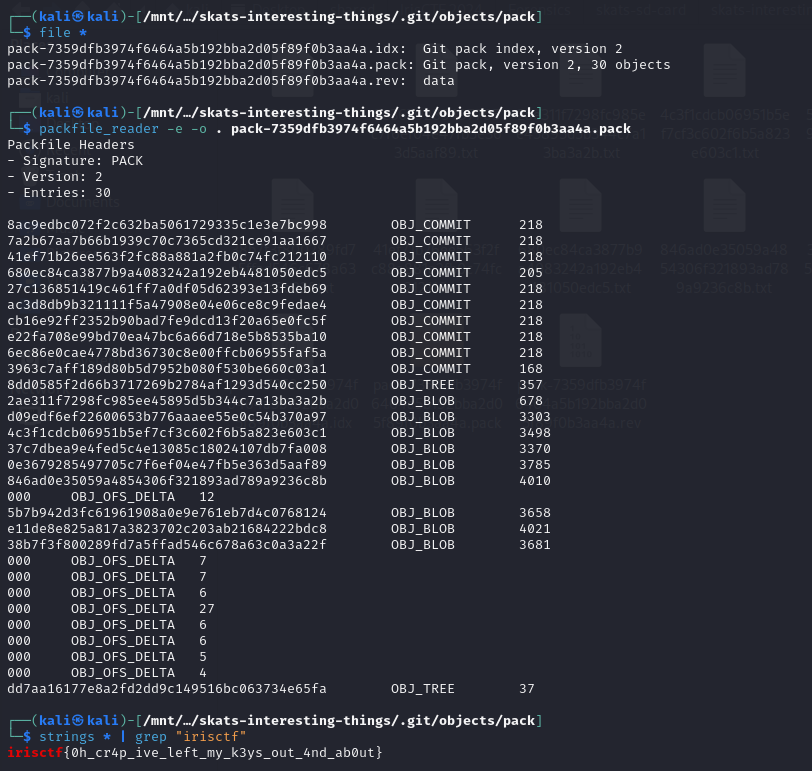 ┌──(kali㉿kali)-[/mnt/…/skats-interesting-things/.git/objects/pack]
└─$ file *
pack-7359dfb3974f6464a5b192bba2d05f89f0b3aa4a.idx:  Git pack index, version 2
pack-7359dfb3974f6464a5b192bba2d05f89f0b3aa4a.pack: Git pack, version 2, 30 objects
pack-7359dfb3974f6464a5b192bba2d05f89f0b3aa4a.rev:  data
┌──(kali㉿kali)-[/mnt/…/skats-interesting-things/.git/objects/pack]
└─$ packfile_reader -e -o . pack-7359dfb3974f6464a5b192bba2d05f89f0b3aa4a.pack
Packfile Headers
- Signature: PACK
- Version: 2
- Entries: 30
8ac9edbc072f2c632ba5061729335c1e3e7bc998        OBJ_COMMIT      218
7a2b67aa7b66b1939c70c7365cd321ce91aa1667        OBJ_COMMIT      218
41ef71b26ee563f2fc88a881a2fb0c74fc212110        OBJ_COMMIT      218
680ec84ca3877b9a4083242a192eb4481050edc5        OBJ_COMMIT      205
27c136851419c461ff7a0df05d62393e13fdeb69        OBJ_COMMIT      218
ac3d8db9b321111f5a47908e04e06ce8c9fedae4        OBJ_COMMIT      218
cb16e92ff2352b90bad7fe9dcd13f20a65e0fc5f        OBJ_COMMIT      218
e22fa708e99bd70ea47bc6a66d718e5b8535ba10        OBJ_COMMIT      218
6ec86e0cae4778bd36730c8e00ffcb06955faf5a        OBJ_COMMIT      218
3963c7aff189d80b5d7952b080f530be660c03a1        OBJ_COMMIT      168
8dd0585f2d66b3717269b2784af1293d540cc250        OBJ_TREE        357
2ae311f7298fc985ee45895d5b344c7a13ba3a2b        OBJ_BLOB        678
d09edf6ef22600653b776aaaee55e0c54b370a97        OBJ_BLOB        3303
4c3f1cdcb06951b5ef7cf3c602f6b5a823e603c1        OBJ_BLOB        3498
37c7dbea9e4fed5c4e13085c18024107db7fa008        OBJ_BLOB        3370
0e3679285497705c7f6ef04e47fb5e363d5aaf89        OBJ_BLOB        3785
846ad0e35059a4854306f321893ad789a9236c8b        OBJ_BLOB        4010
000     OBJ_OFS_DELTA   12
5b7b942d3fc61961908a0e9e761eb7d4c0768124        OBJ_BLOB        3658
e11de8e825a817a3823702c203ab21684222bdc8        OBJ_BLOB        4021
38b7f3f800289fd7a5ffad546c678a63c0a3a22f        OBJ_BLOB        3681
000     OBJ_OFS_DELTA   7
000     OBJ_OFS_DELTA   7
000     OBJ_OFS_DELTA   6
000     OBJ_OFS_DELTA   27
000     OBJ_OFS_DELTA   6
000     OBJ_OFS_DELTA   6
000     OBJ_OFS_DELTA   5
000     OBJ_OFS_DELTA   4
dd7aa16177e8a2fd2dd9c149516bc063734e65fa        OBJ_TREE        37
┌──(kali㉿kali)-[/mnt/…/skats-interesting-things/.git/objects/pack]
└─$ strings * | grep "irisctf"
irisctf{0h_cr4p_ive_left_my_k3ys_out_4nd_ab0ut}